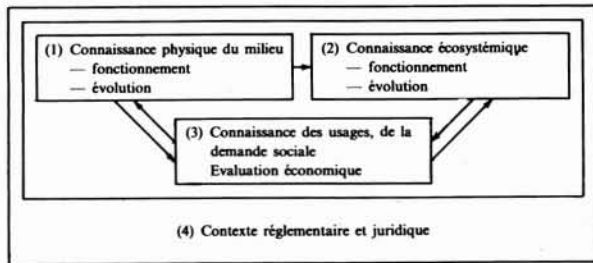 (1) Connaissance physique du milieu
— fonctionnement
— évolution
(2) Connaissance écosystémique
— fonctionnement
— évolution
(3) Connaissance des usages, de la
demande sociale
Evaluation économique
(4) Contexte réglementaire et juridique